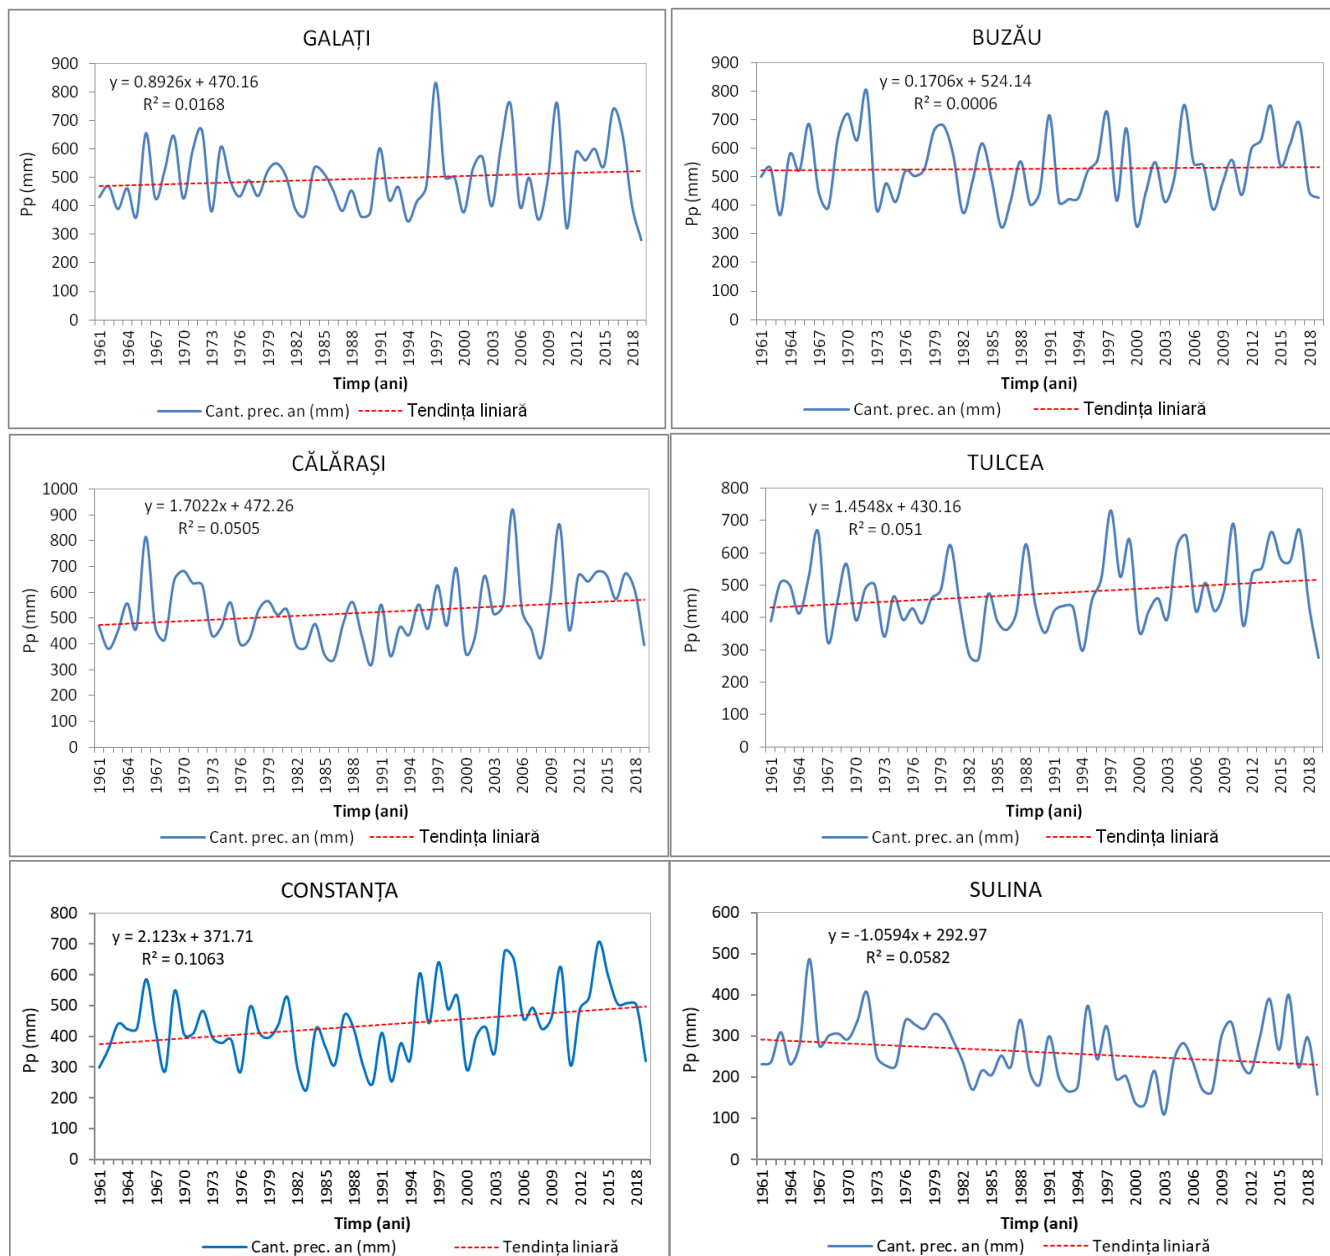 GALAȚI
y = 0.8926x + 470.16
R² = 0.0168
Pp (mm)
900
800
700
600
500
400
300
200
100
0
1961 1964 1967 1970 1973 1976 1979 1982 1985 1988 1991 1994 1997 2000 2003 2006 2009 2012 2015 2018
Timp (ani)
Cant. prec. an (mm) Tendința liniară
BUZĂU
y = 0.1706x + 524.14
R² = 0.0006
Pp (mm)
900
800
700
600
500
400
300
200
100
0
1961 1964 1967 1970 1973 1976 1979 1982 1985 1988 1991 1994 1997 2000 2003 2006 2009 2012 2015 2018
Timp (ani)
Cant. prec. an (mm) Tendința liniară
CĂLĂRAȘI
y = 1.7022x + 472.26
R² = 0.0505
Pp (mm)
1000
900
800
700
600
500
400
300
200
100
0
1961 1964 1967 1970 1973 1976 1979 1982 1985 1988 1991 1994 1997 2000 2003 2006 2009 2012 2015 2018
Timp (ani)
Cant. prec. an (mm) Tendința liniară
TULCEA
y = 1.4548x + 430.16
R² = 0.051
Pp (mm)
800
700
600
500
400
300
200
100
0
1961 1964 1967 1970 1973 1976 1979 1982 1985 1988 1991 1994 1997 2000 2003 2006 2009 2012 2015 2018
Timp (ani)
Cant. prec. an (mm) Tendința liniară
CONSTANȚA
y = 2.123x + 371.71
R² = 0.1063
Pp (mm)
800
700
600
500
400
300
200
100
0
1961 1964 1967 1970 1973 1976 1979 1982 1985 1988 1991 1994 1997 2000 2003 2006 2009 2012 2015 2018
Timp (ani)
Cant. prec. an (mm) Tendința liniară
SULINA
y = -1.0594x + 292.97
R² = 0.0582
Pp (mm)
600
500
400
300
200
100
0
1961 1964 1967 1970 1973 1976 1979 1982 1985 1988 1991 1994 1997 2000 2003 2006 2009 2012 2015 2018
Timp (ani)
Cant. prec. an (mm) Tendința liniară